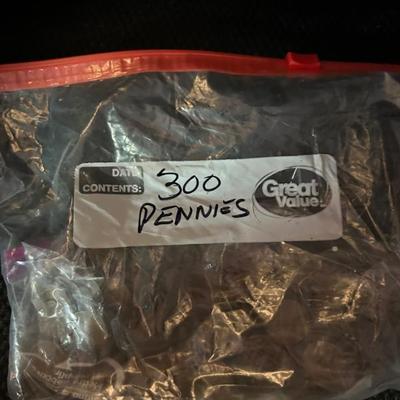 DATE:
CONTENTS:
300
PENNIES
Great
Value